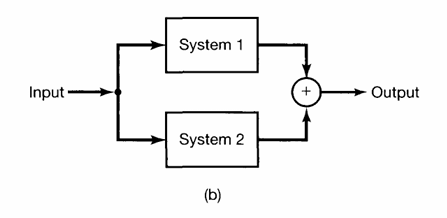 System 1
Input
+
Output
System 2
(b)